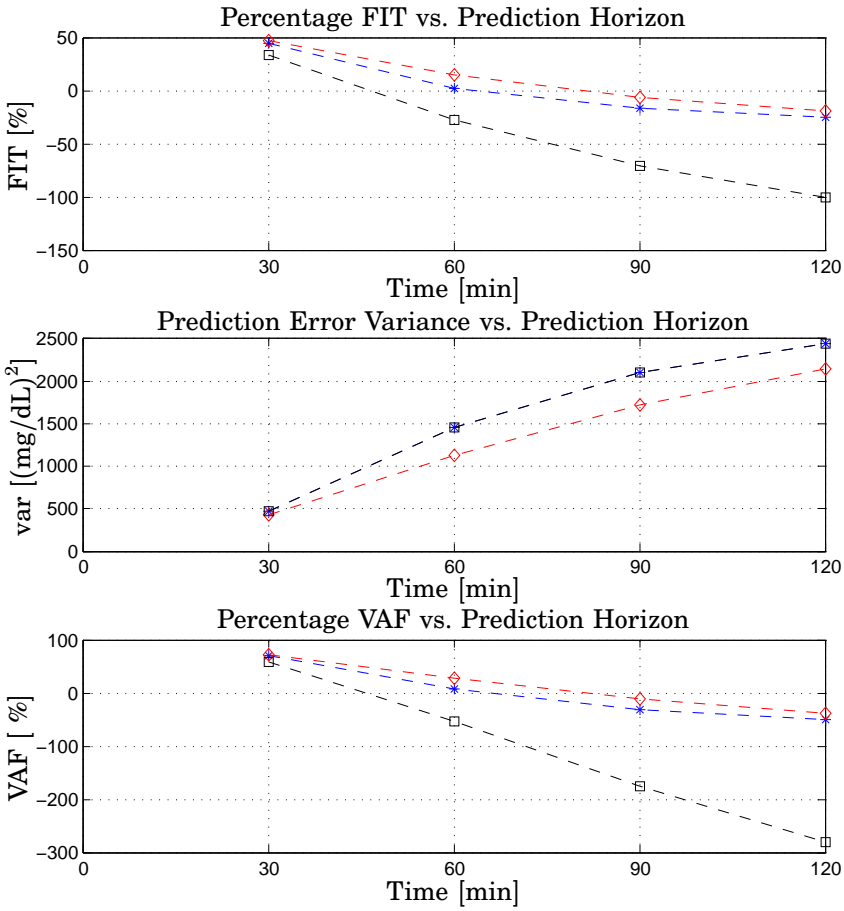 Percentage FIT vs. Prediction Horizon
50
0
−50
−100
−150
FIT [%]
0 30 60 90 120
Time [min]
Prediction Error Variance vs. Prediction Horizon
2500
2000
1500
1000
500
0
var [(mg/dL)²]
0 30 60 90 120
Time [min]
Percentage VAF vs. Prediction Horizon
100
0
−100
−200
−300
VAF [ %]
0 30 60 90 120
Time [min]